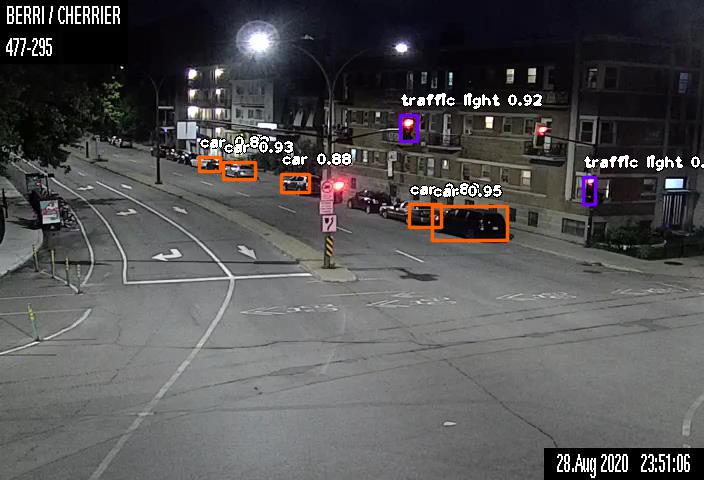 BERRI / CHERRIER
477-295
traffic light 0.92
traffic light 0.
car 0.93
car 0.88
car 0.95
28.Aug 2020 23:51:06